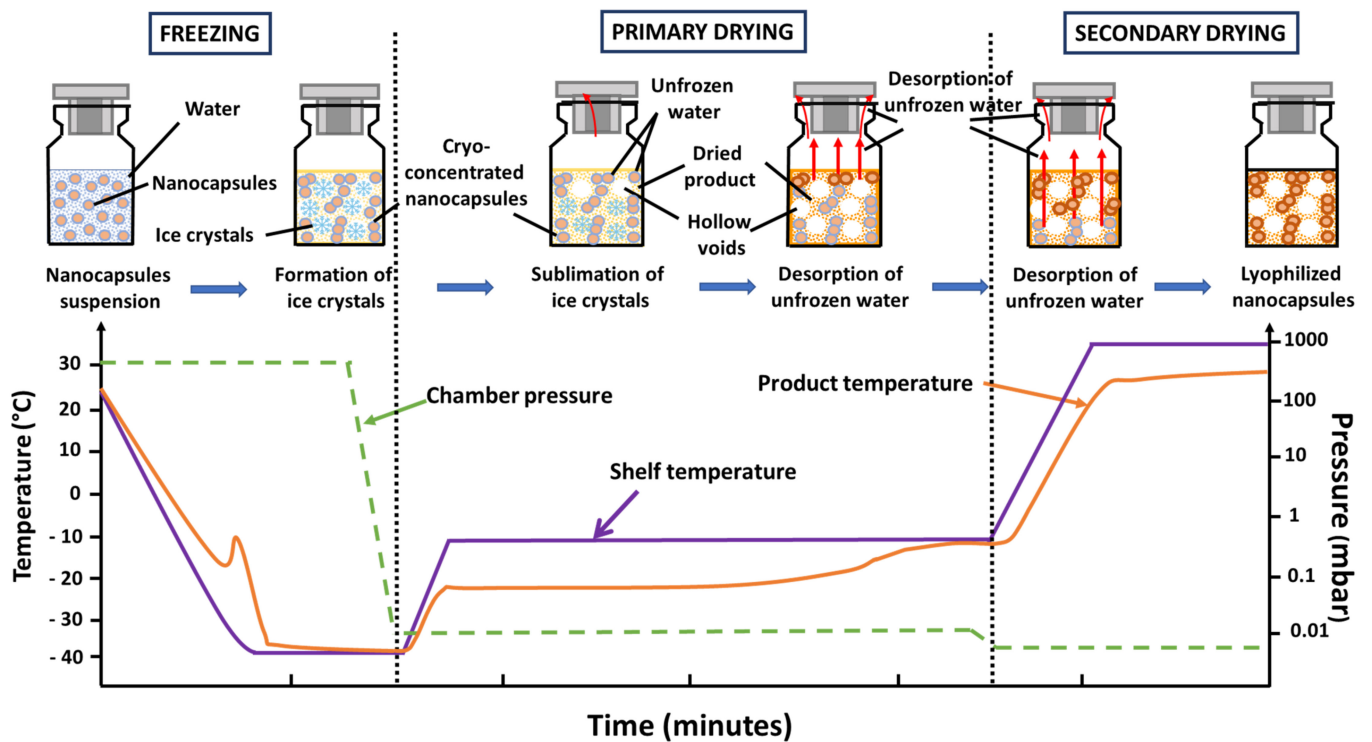 FREEZING
PRIMARY DRYING
SECONDARY DRYING
Water
Nanocapsules
Ice crystals
Cryo-
concentrated
nanocapsules
Unfrozen
water
Dried
product
Hollow
voids
Desorption of
unfrozen water
Nanocapsules
suspension
Formation of
ice crystals
Sublimation of
ice crystals
Desorption of
unfrozen water
Desorption of
unfrozen water
Lyophilized
nanocapsules
Temperature (°C)
30
20
10
0
- 10
- 20
- 30
- 40
Chamber pressure
Shelf temperature
Product temperature
1000
100
10
1
0.1
0.01
Pressure (mbar)
Time (minutes)